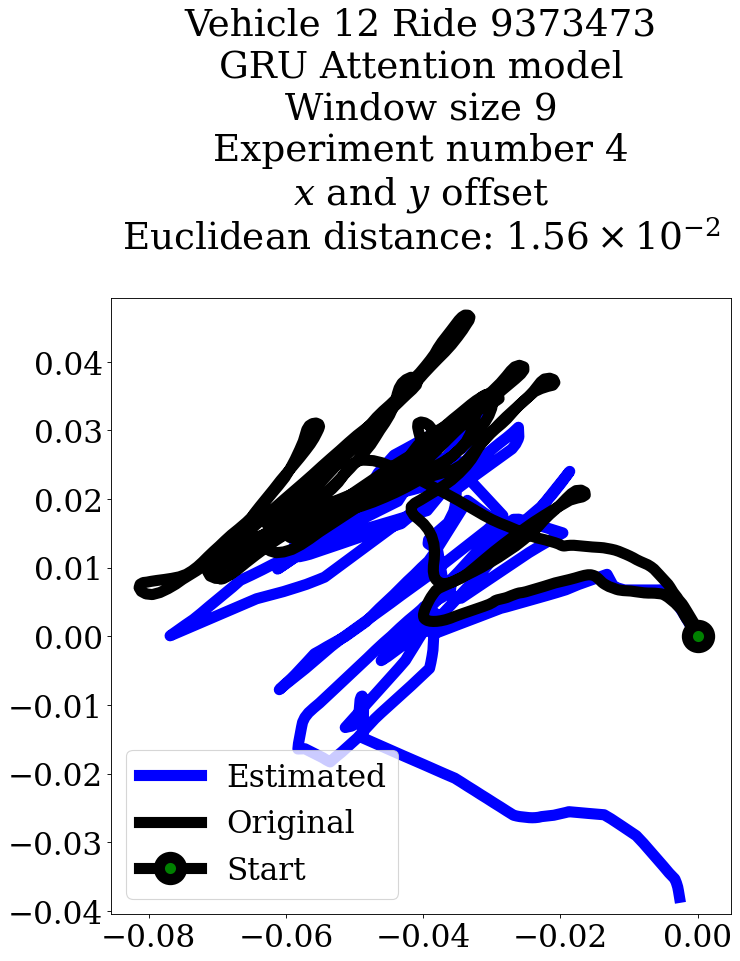 Vehicle 12 Ride 9373473
GRU Attention model
Window size 9
Experiment number 4
x and y offset
Euclidean distance: 1.56 × 10⁻²
0.04
0.03
0.02
0.01
0.00
−0.01
−0.02
−0.03
−0.04
Estimated
Original
Start
−0.08
−0.06
−0.04
−0.02
0.00